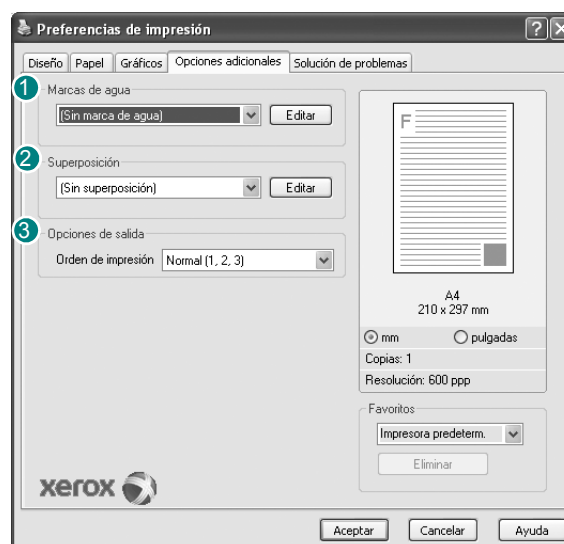 Preferencias de impresión
?
X
Diseño Papel Gráficos Opciones adicionales Solución de problemas
1
Marcas de agua
(Sin marca de agua) Editar
2
Superposición
(Sin superposición) Editar
3
Opciones de salida
Orden de impresión Normal (1, 2, 3)
F
A4
210 x 297 mm
mm pulgadas
Copias: 1
Resolución: 600 ppp
Favoritos
Impresora predeterm.
Eliminar
xerox
Aceptar Cancelar Ayuda